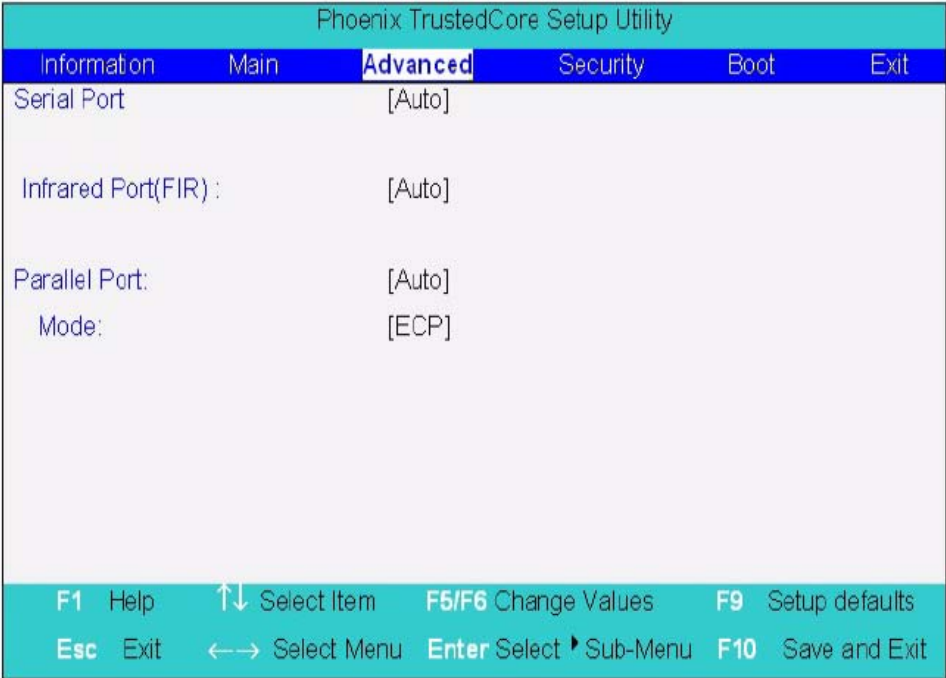 Phoenix TrustedCore Setup Utility
Information Main Advanced Security Boot Exit
Serial Port [Auto]
Infrared Port(FIR) : [Auto]
Parallel Port: [Auto]
Mode: [ECP]
F1 Help ↑↓ Select Item F5/F6 Change Values F9 Setup defaults
Esc Exit ←→ Select Menu Enter Select ▸ Sub-Menu F10 Save and Exit